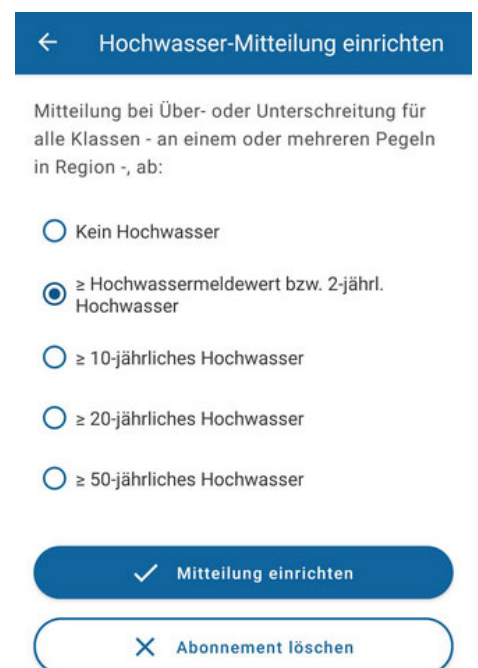 Hochwasser-Mitteilung einrichten
Mitteilung bei Über- oder Unterschreitung für
alle Klassen - an einem oder mehreren Pegeln
in Region -, ab:
Kein Hochwasser
≥ Hochwassermeldewert bzw. 2-jährl.
Hochwasser
≥ 10-jährliches Hochwasser
≥ 20-jährliches Hochwasser
≥ 50-jährliches Hochwasser
Mitteilung einrichten
Abonnement löschen